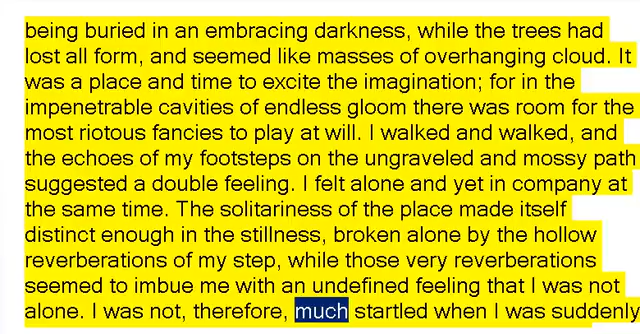 being buried in an embracing darkness, while the trees had
lost all form, and seemed like masses of overhanging cloud. It
was a place and time to excite the imagination; for in the
impenetrable cavities of endless gloom there was room for the
most riotous fancies to play at will. I walked and walked, and
the echoes of my footsteps on the ungraveled and mossy path
suggested a double feeling. I felt alone and yet in company at
the same time. The solitariness of the place made itself
distinct enough in the stillness, broken alone by the hollow
reverberations of my step, while those very reverberations
seemed to imbue me with an undefined feeling that I was not
alone. I was not, therefore, much startled when I was suddenly